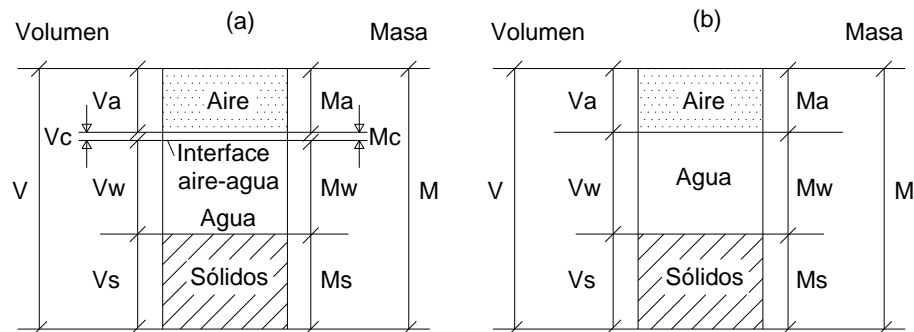 Volumen (a) Masa
Va Aire Ma
Vc Mc
Interface
aire-agua
V Vw Mw M
Agua
Vs Sólidos Ms
Volumen (b) Masa
Va Aire Ma
V Vw Agua Mw M
Vs Sólidos Ms